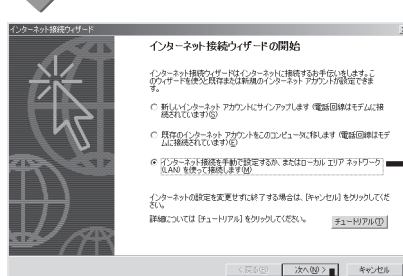 インターネット接続ウィザード
インターネット接続ウィザードの開始
インターネット接続ウィザードはインターネットに接続するお手伝いをします。こ
のウィザードを使うと既存または新規のインターネット アカウントが設定できま
す。
新しいインターネット アカウントにサインアップします (電話回線はモデムに接
続されています)(S)
既存のインターネット アカウントをこのコンピュータに移します (電話回線はモデ
ムに接続されています)(E)
インターネット接続を手動で設定するか、またはローカル エリア ネットワーク
(LAN) を使って接続します(M)
インターネットの設定を変更せずに終了する場合は、[キャンセル] をクリックしてくだ
さい。
詳細については [チュートリアル] をクリックしてください。
チュートリアル(T)
< 戻る(B)
次へ(N) >
キャンセル